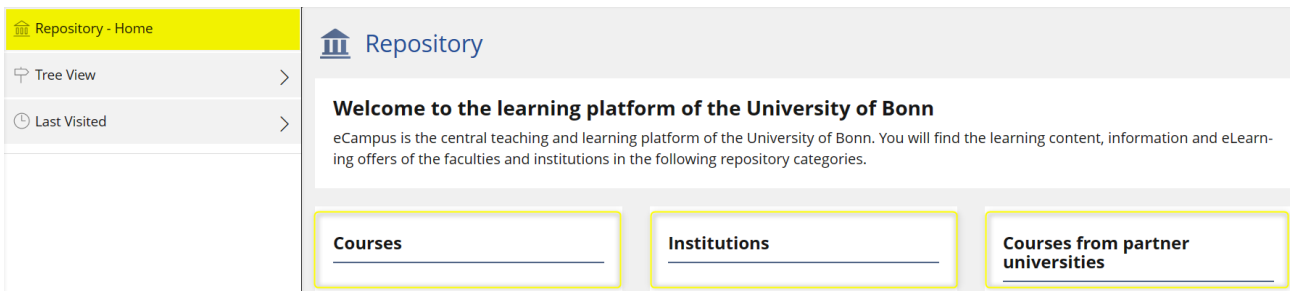 Repository - Home
Tree View
Last Visited
Repository
Welcome to the learning platform of the University of Bonn
eCampus is the central teaching and learning platform of the University of Bonn. You will find the learning content, information and eLearn-
ing offers of the faculties and institutions in the following repository categories.
Courses
Institutions
Courses from partner
universities